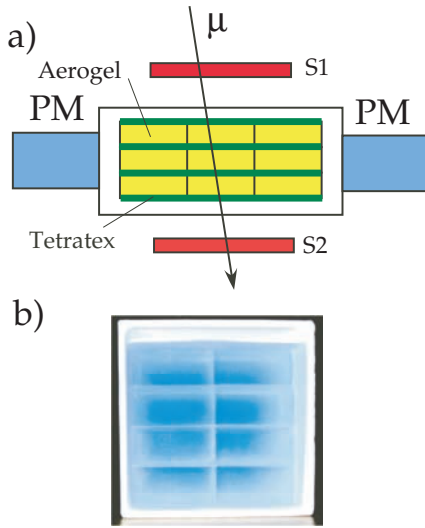 a)
μ
S1
Aerogel
PM
PM
Tetratex
S2
b)